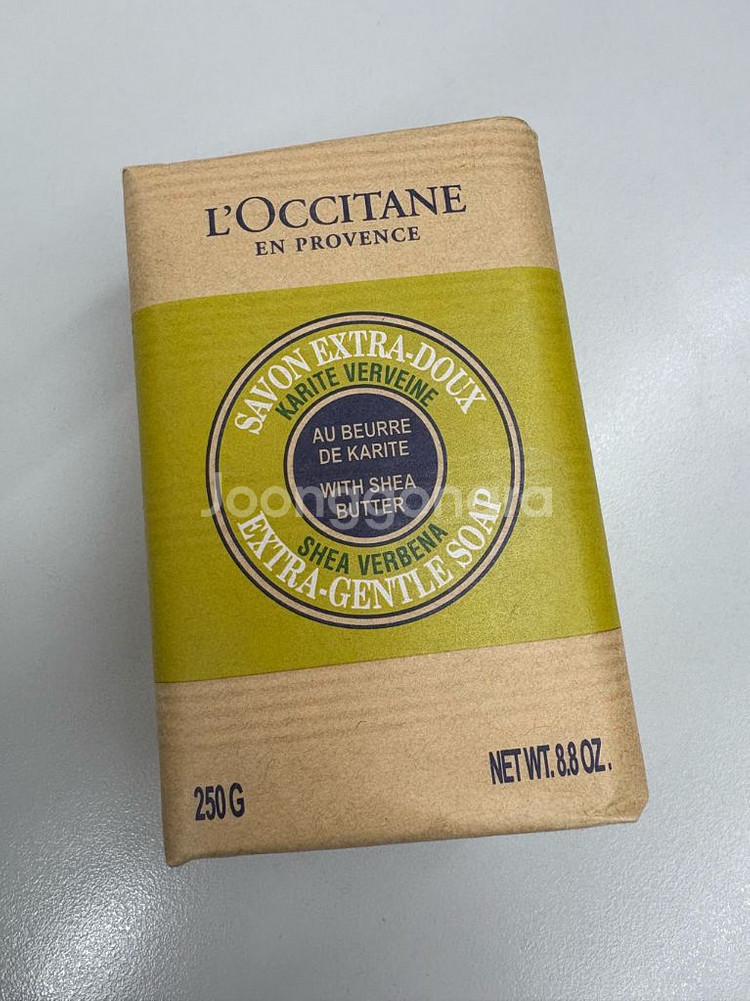 L'OCCITANE
EN PROVENCE
SAVON EXTRA-DOUX
KARITE VERVEINE
AU BEURRE
DE KARITE
WITH SHEA
BUTTER
Joonggonara
SHEA VERBENA
EXTRA-GENTLE SOAP
250 G
NET WT. 8.8 OZ.